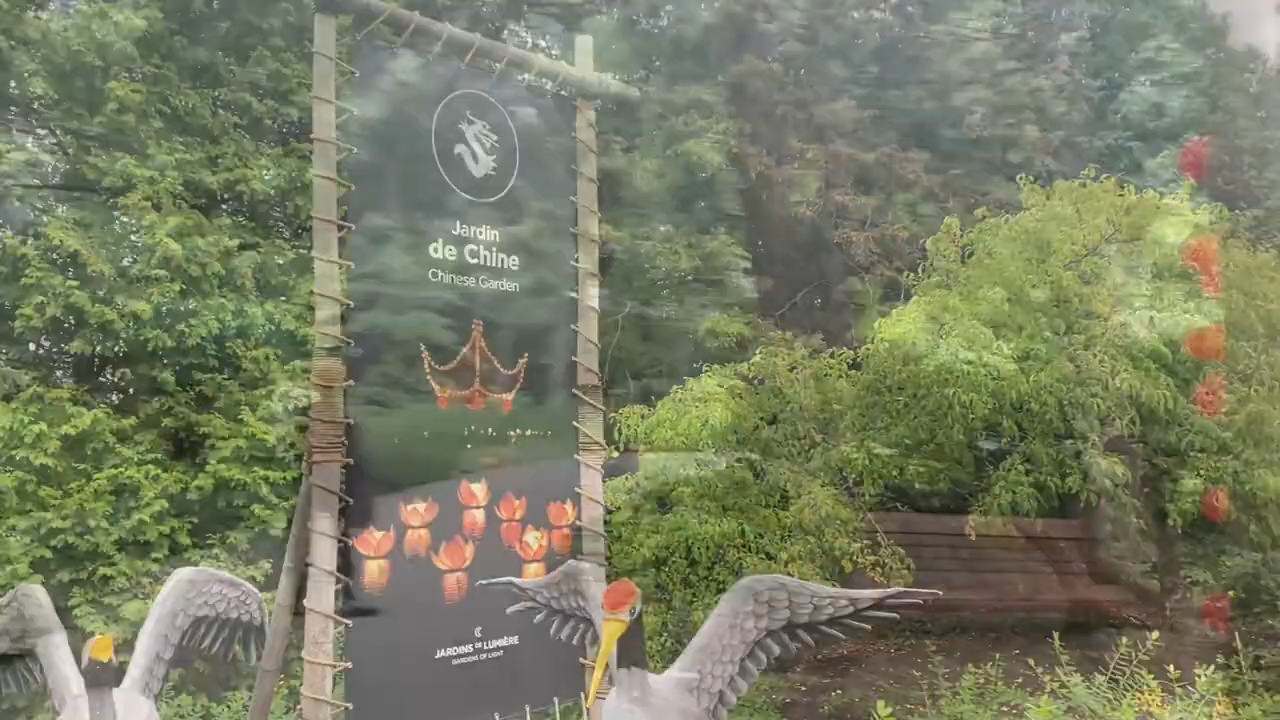 Jardin
de Chine
Chinese Garden
JARDINS DE LUMIÈRE
GARDENS OF LIGHT